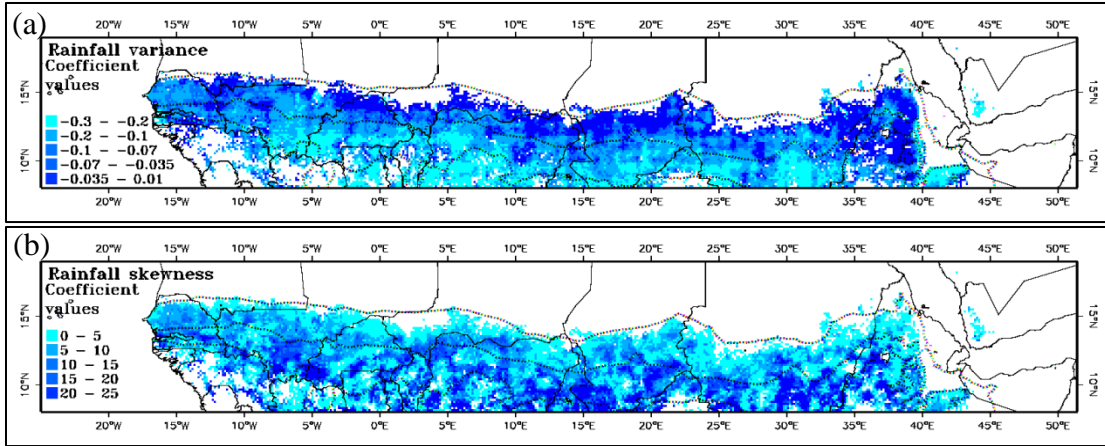 (a)
20°W 15°W 10°W 5°W 0°E 5°E 10°E 15°E 20°E 25°E 30°E 35°E 40°E 45°E 50°E
Rainfall variance
Coefficient
values
-0.3 - -0.2
-0.2 - -0.1
-0.1 - -0.07
-0.07 - -0.035
-0.035 - 0.01
15°N
10°N
15°N
10°N
20°W 15°W 10°W 5°W 0°E 5°E 10°E 15°E 20°E 25°E 30°E 35°E 40°E 45°E 50°E
(b)
20°W 15°W 10°W 5°W 0°E 5°E 10°E 15°E 20°E 25°E 30°E 35°E 40°E 45°E 50°E
Rainfall skewness
Coefficient
values
0 - 5
5 - 10
10 - 15
15 - 20
20 - 25
15°N
10°N
15°N
10°N
20°W 15°W 10°W 5°W 0°E 5°E 10°E 15°E 20°E 25°E 30°E 35°E 40°E 45°E 50°E